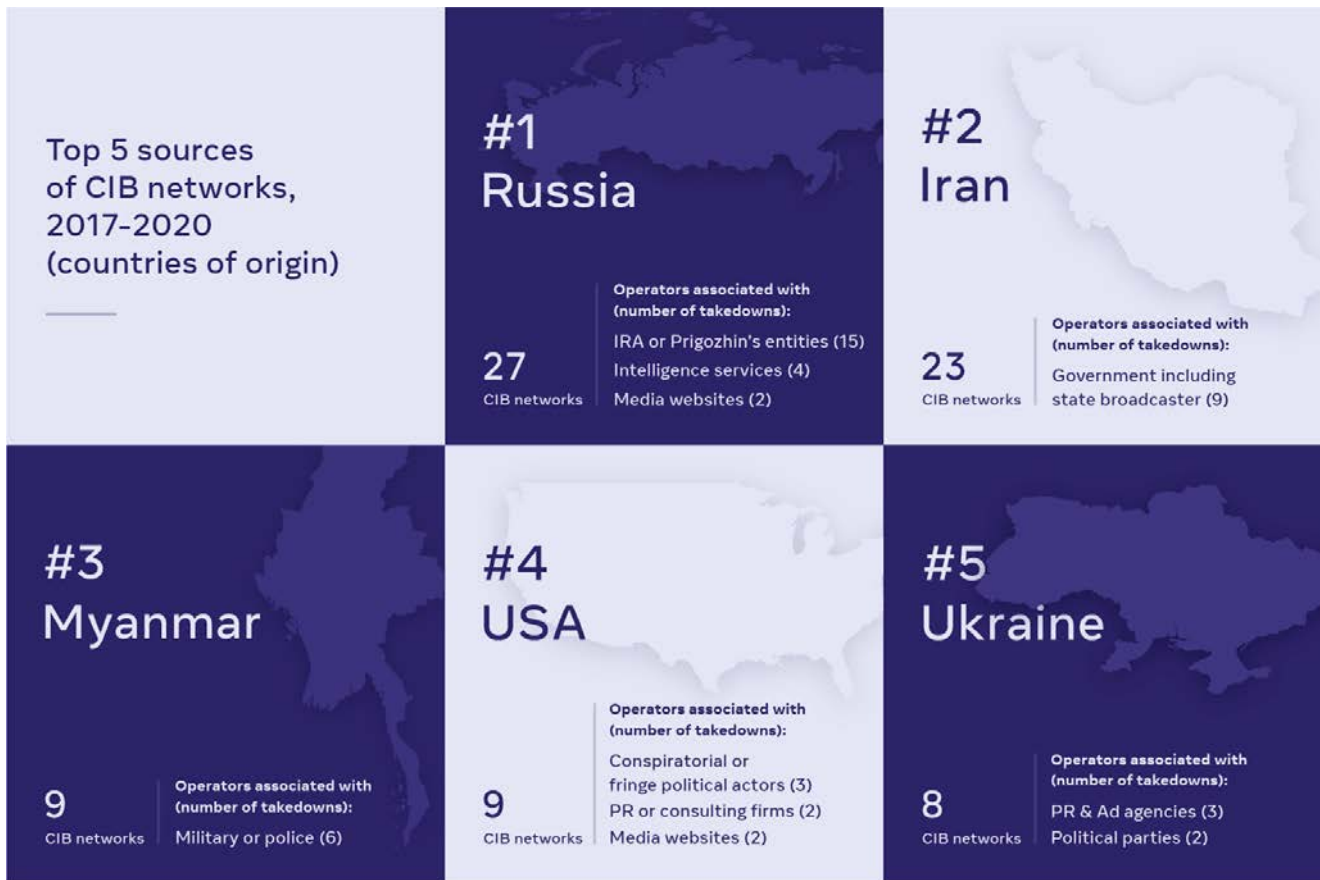 Top 5 sources
of CIB networks,
2017-2020
(countries of origin)
#1
Russia
27
CIB networks
Operators associated with
(number of takedowns):
IRA or Prigozhin's entities (15)
Intelligence services (4)
Media websites (2)
#2
Iran
23
CIB networks
Operators associated with
(number of takedowns):
Government including
state broadcaster (9)
#3
Myanmar
9
CIB networks
Operators associated with
(number of takedowns):
Military or police (6)
#4
USA
9
CIB networks
Operators associated with
(number of takedowns):
Conspiratorial or
fringe political actors (3)
PR or consulting firms (2)
Media websites (2)
#5
Ukraine
8
CIB networks
Operators associated with
(number of takedowns):
PR & Ad agencies (3)
Political parties (2)